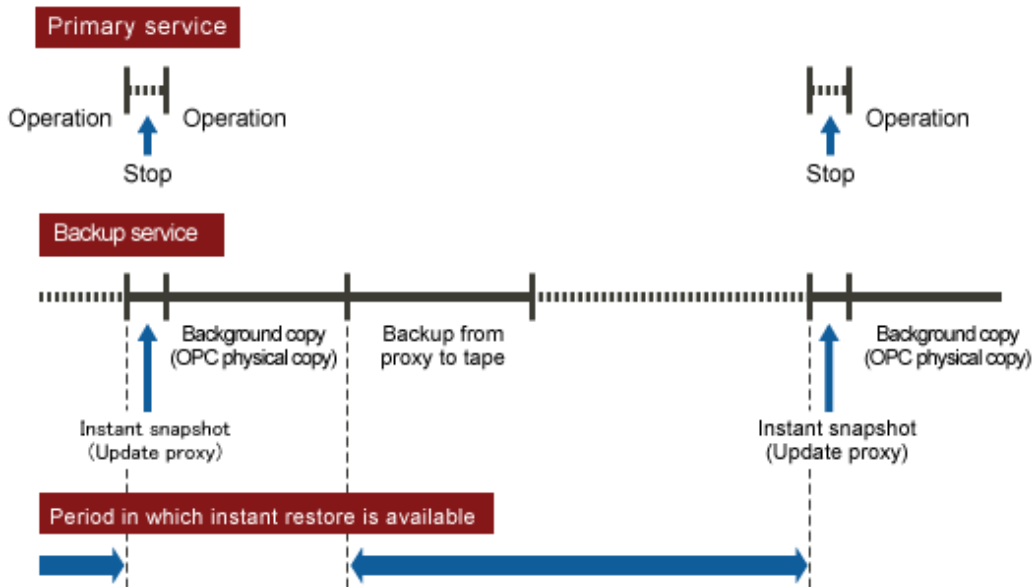 Primary service
Operation
Operation
Operation
Stop
Stop
Backup service
Background copy
(OPC physical copy)
Backup from
proxy to tape
Background copy
(OPC physical copy)
Instant snapshot
(Update proxy)
Instant snapshot
(Update proxy)
Period in which instant restore is available